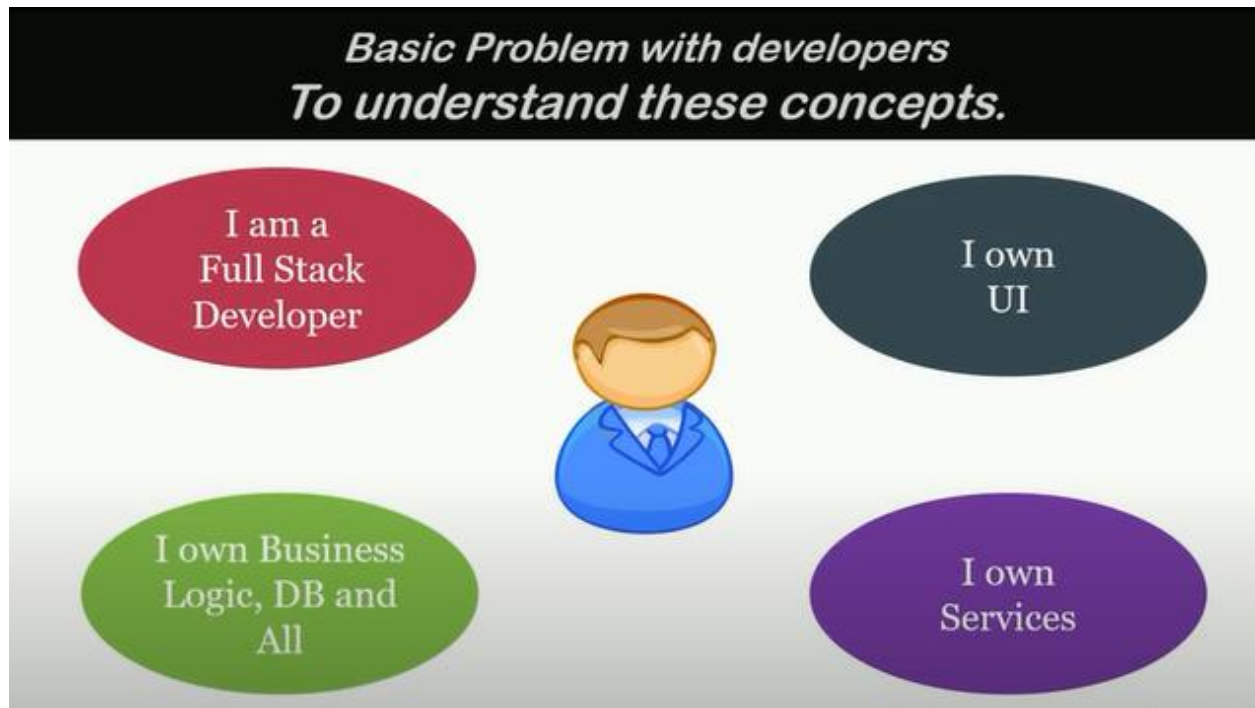 Basic Problem with developers
To understand these concepts.
I am a
Full Stack
Developer
I own
UI
I own Business
Logic, DB and
All
I own
Services